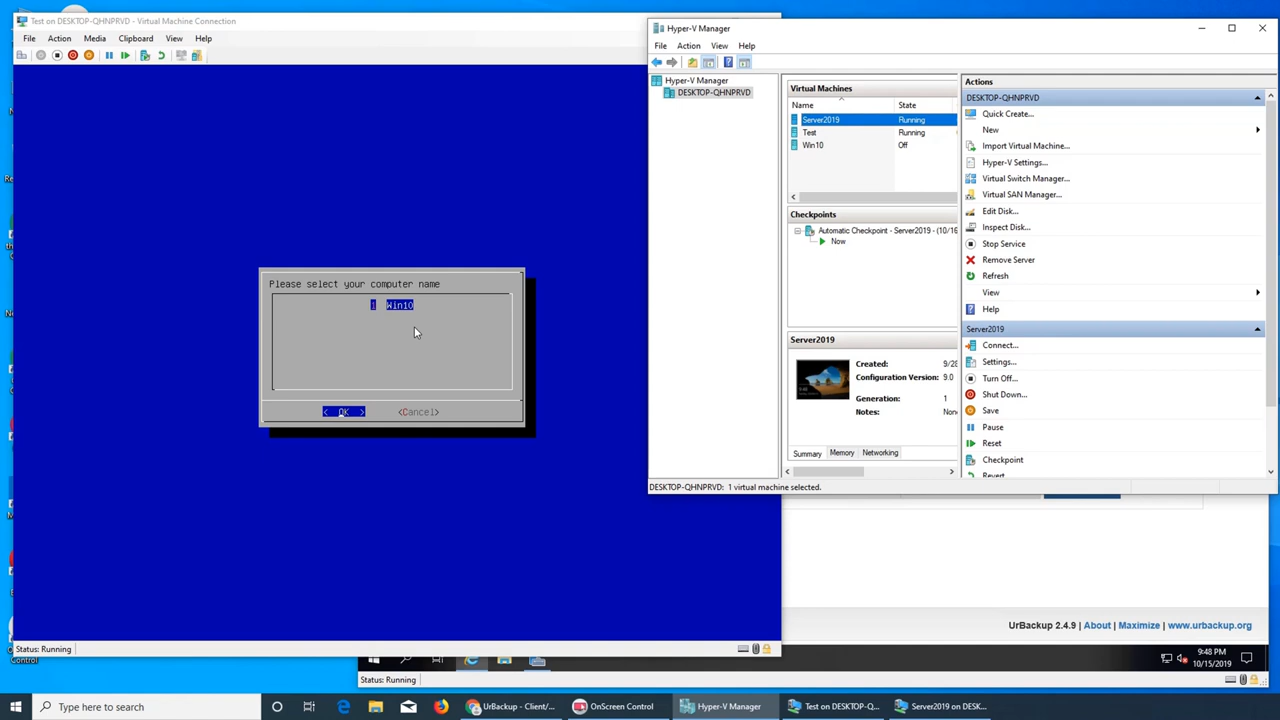 Test on DESKTOP-QHNPRVD - Virtual Machine Connection
File Action Media Clipboard View Help
Please select your computer name
1 Win10
< OK > <Cancel>
Status: Running
Control
Hyper-V Manager
File Action View Help
Hyper-V Manager
DESKTOP-QHNPRVD
Virtual Machines
Name State
Server2019 Running
Test Running
Win10 Off
Checkpoints
Automatic Checkpoint - Server2019 - (10/16
Now
Server2019
Created: 9/28
Configuration Version: 9.0
Generation: 1
Notes: Non
Summary Memory Networking
Actions
DESKTOP-QHNPRVD
Quick Create...
New
Import Virtual Machine...
Hyper-V Settings...
Virtual Switch Manager...
Virtual SAN Manager...
Edit Disk...
Inspect Disk...
Stop Service
Remove Server
Refresh
View
Help
Server2019
Connect...
Settings...
Turn Off...
Shut Down...
Save
Pause
Reset
Checkpoint
Revert
DESKTOP-QHNPRVD: 1 virtual machine selected.
UrBackup 2.4.9 | About | Maximize | www.urbackup.org
9:48 PM
10/15/2019
Status: Running
Type here to search
UrBackup - Client/...
OnScreen Control
Hyper-V Manager
Test on DESKTOP-Q...
Server2019 on DESK...